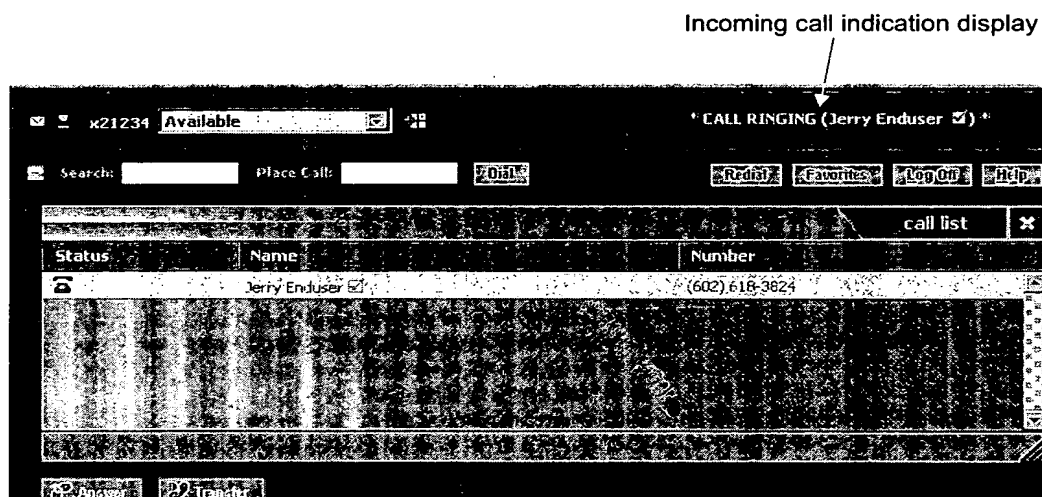 Incoming call indication display
x21234 Available * CALL RINGING (Jerry Enduser ☑) *
Search: Place Call: Dial Redial Favorites Log Off Help
call list
Status Name Number
Jerry Enduser ☑ (602) 618-3824
Answer Transfer